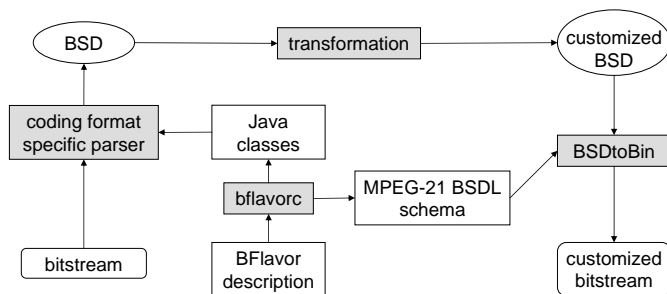 BSD
transformation
customized
BSD
coding format
specific parser
Java
classes
BSDtoBin
bflavorc
MPEG-21 BSDL
schema
bitstream
BFlavor
description
customized
bitstream